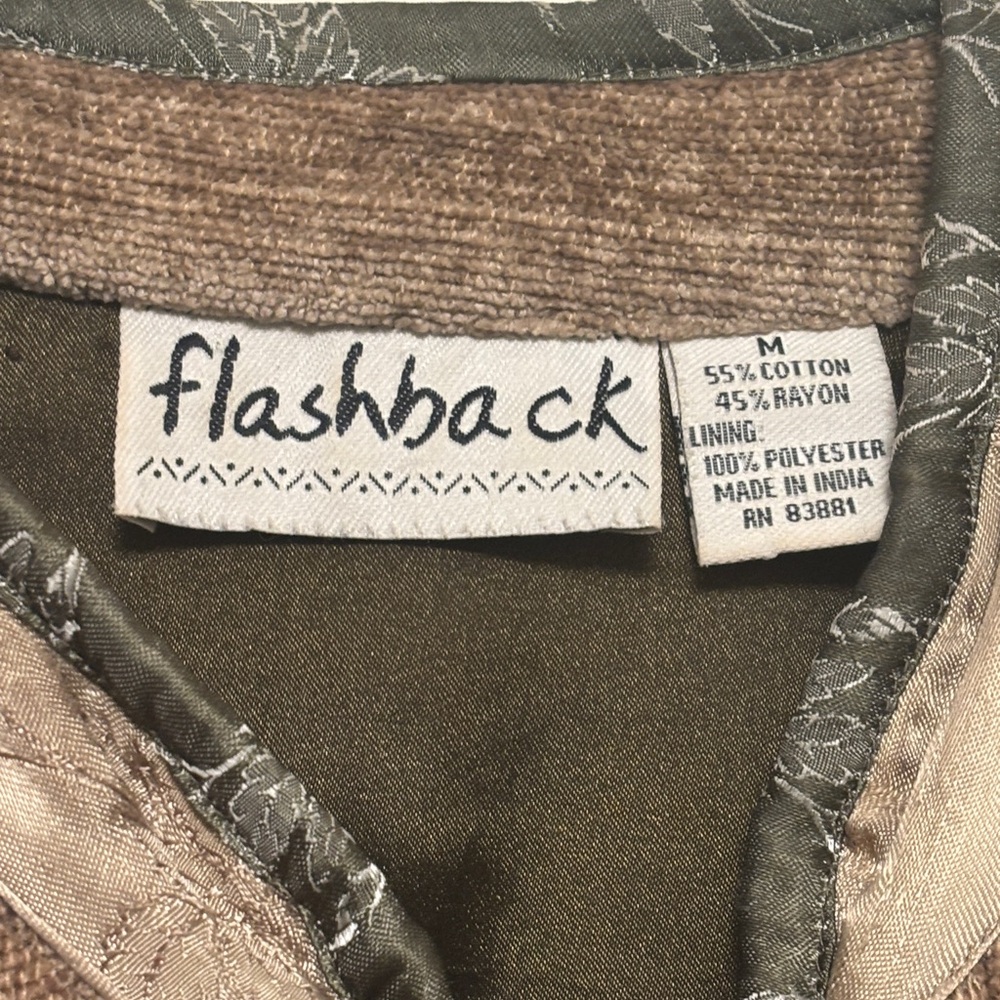 flashback
M
55% COTTON
45% RAYON
LINING:
100% POLYESTER
MADE IN INDIA
RN 83881